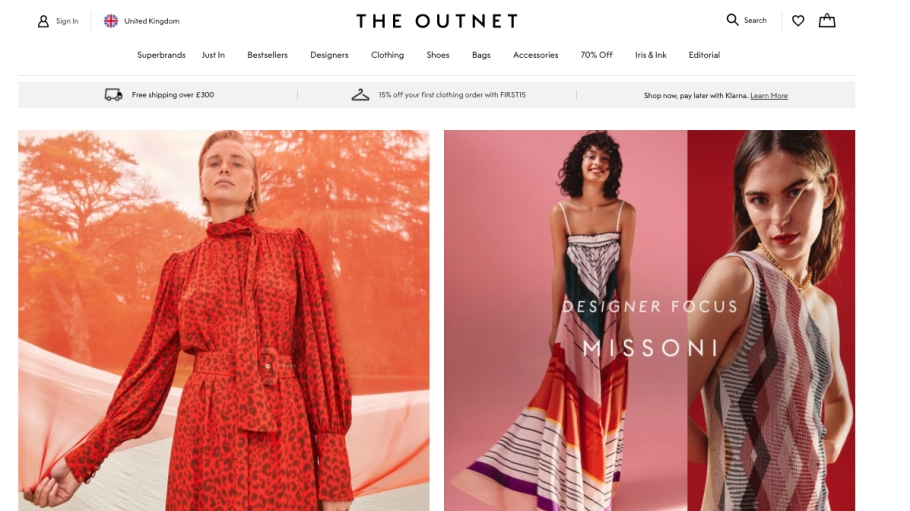 Sign In
United Kingdom
THE OUTNET
Search
Superbrands Just In Bestsellers Designers Clothing Shoes Bags Accessories 70% Off Iris & Ink Editorial
Free shipping over £300
15% off your first clothing order with FIRST15
Shop now, pay later with Klarna. Learn More
DESIGNER FOCUS
MISSONI